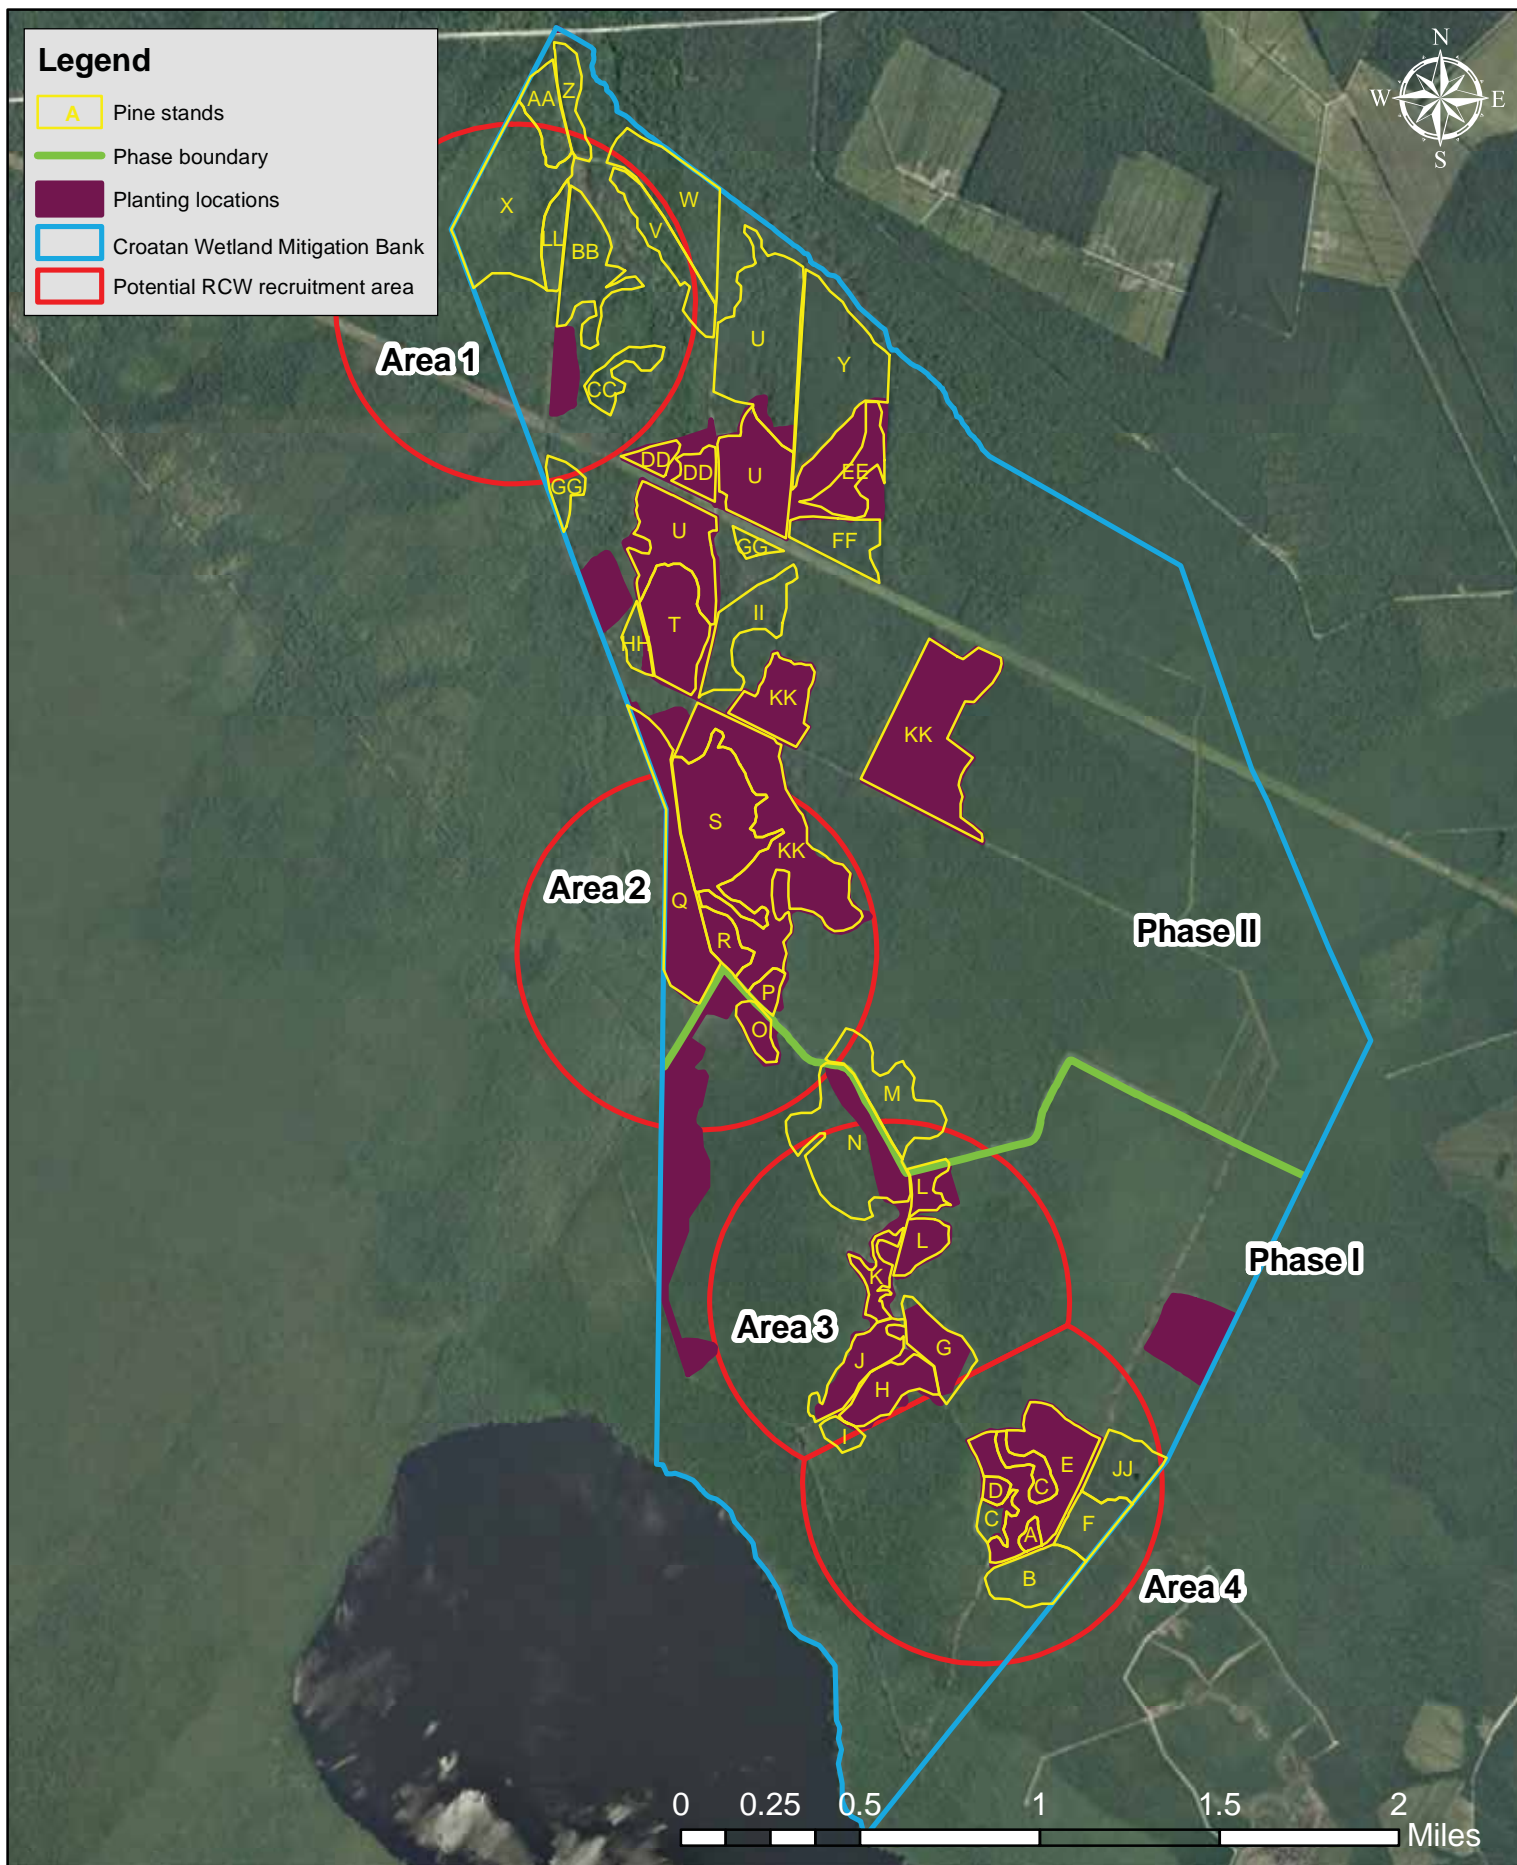 Legend
A Pine stands
Phase boundary
Planting locations
Croatan Wetland Mitigation Bank
Potential RCW recruitment area
N
W E
S
Z
AA
W
X
V
LL
BB
U
Area 1
Y
CC
DD
DD
U
EE
GG
U
FF
GG
II
T
HH
KK
KK
S
KK
Area 2
Q
Phase II
R
P
O
M
N
L
L
Phase I
K
Area 3
G
J
H
I
E
JJ
C
D
C
F
A
B
Area 4
0 0.25 0.5 1 1.5 2
Miles